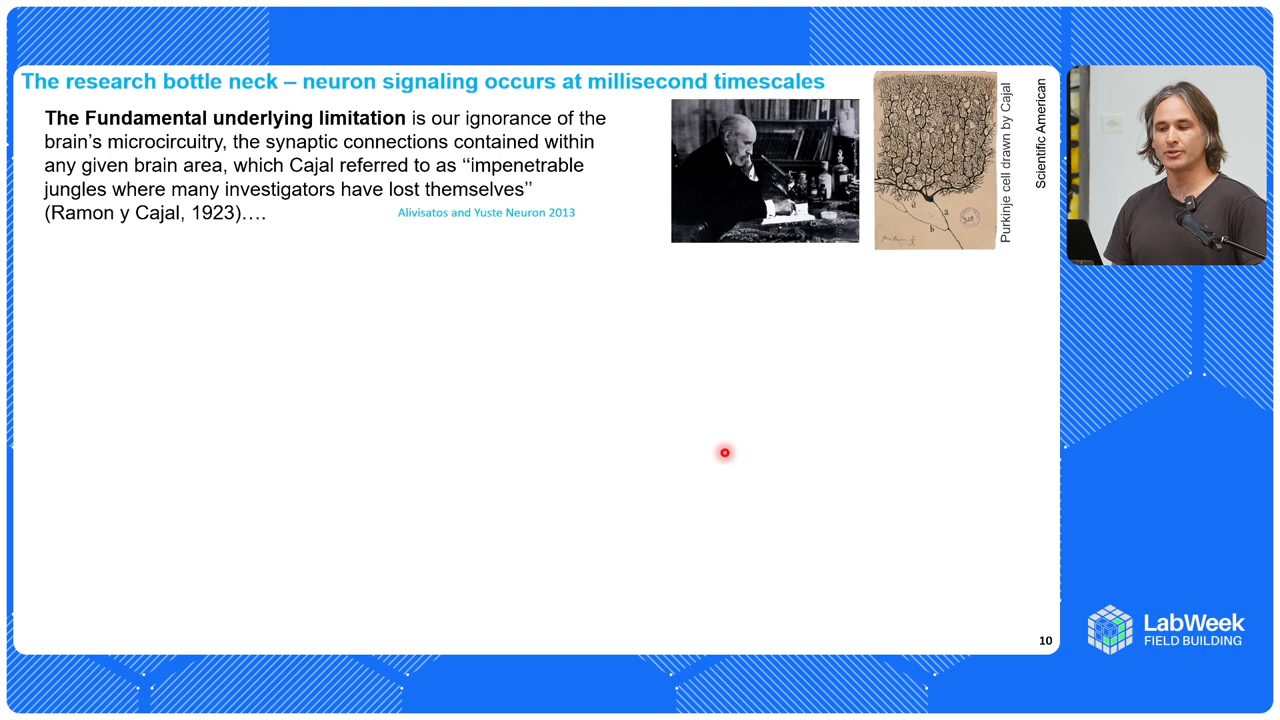 The research bottle neck – neuron signaling occurs at millisecond timescales
The Fundamental underlying limitation is our ignorance of the
brain’s microcircuitry, the synaptic connections contained within
any given brain area, which Cajal referred to as ‘‘impenetrable
jungles where many investigators have lost themselves’’
(Ramon y Cajal, 1923)….
Alivisatos and Yuste Neuron 2013
Purkinje cell drawn by Cajal
Scientific American
10
LabWeek
FIELD BUILDING